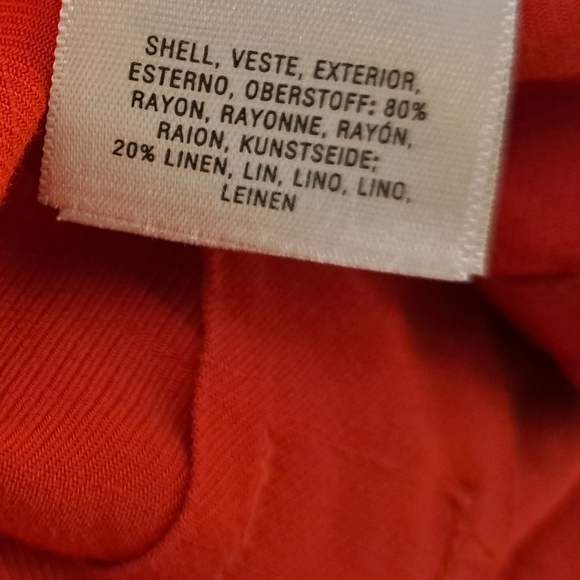 SHELL, VESTE, EXTERIOR,
ESTERNO, OBERSTOFF: 80%
RAYON, RAYONNE, RAYÓN,
RAION, KUNSTSEIDE;
20% LINEN, LIN, LINO, LINO,
LEINEN